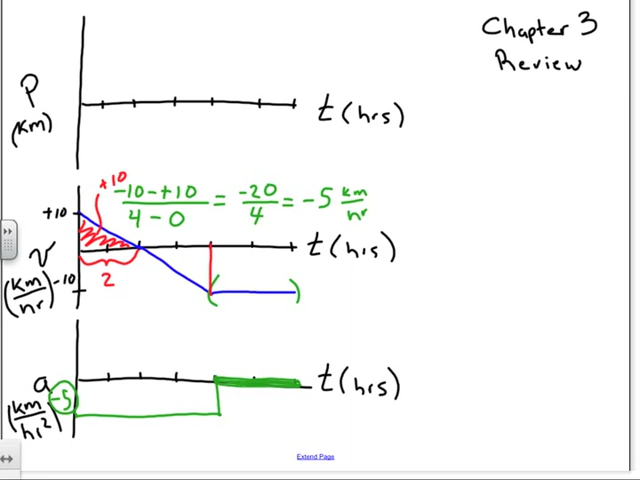 Chapter 3
Review
P
(km)
t (hrs)
+10
-10-+10 / 4-0 = -20 / 4 = -5 km / hr
+10
v
(km / hr)
-10
2
t (hrs)
a
-5
(km / hr²)
t (hrs)
Extend Page